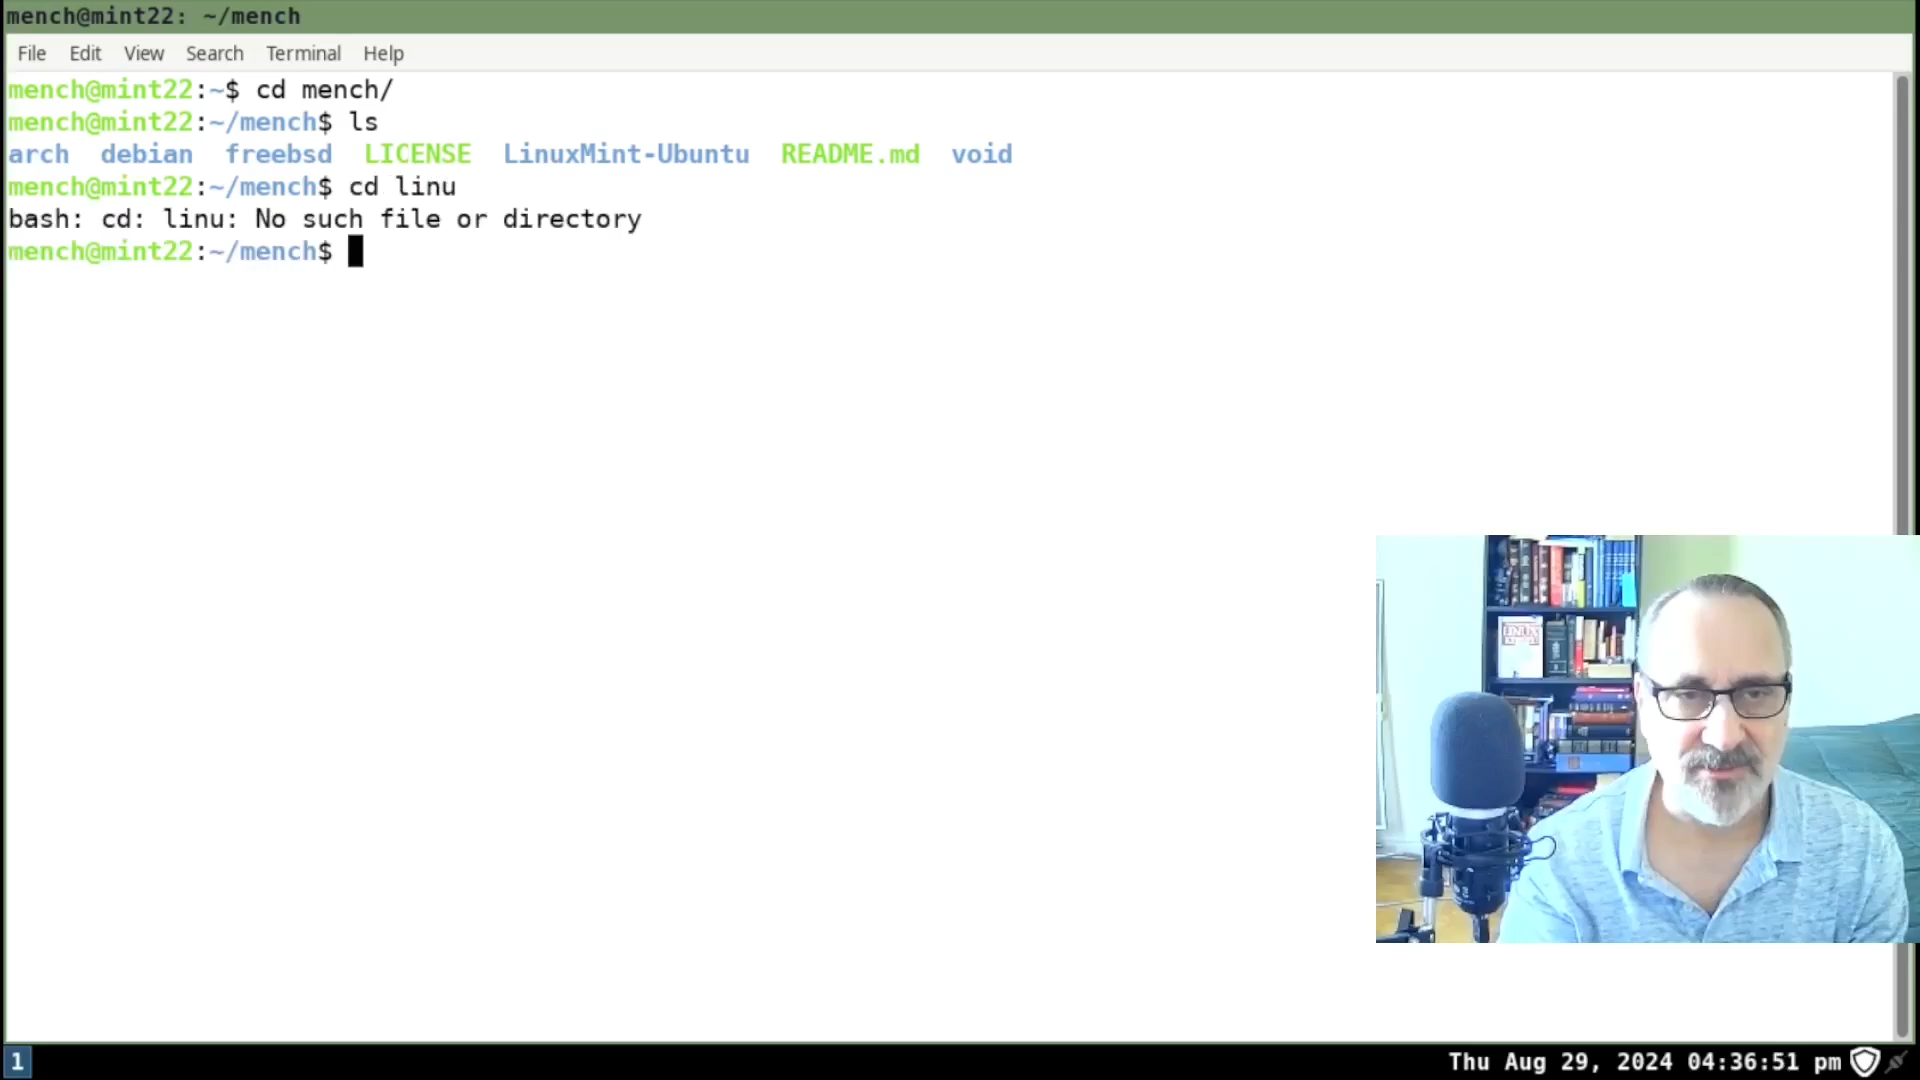 mench@mint22: ~/mench
File Edit View Search Terminal Help
mench@mint22:~$ cd mench/
mench@mint22:~/mench$ ls
arch debian freebsd LICENSE LinuxMint-Ubuntu README.md void
mench@mint22:~/mench$ cd linu
bash: cd: linu: No such file or directory
mench@mint22:~/mench$
LINUX
1 Thu Aug 29, 2024 04:36:51 pm